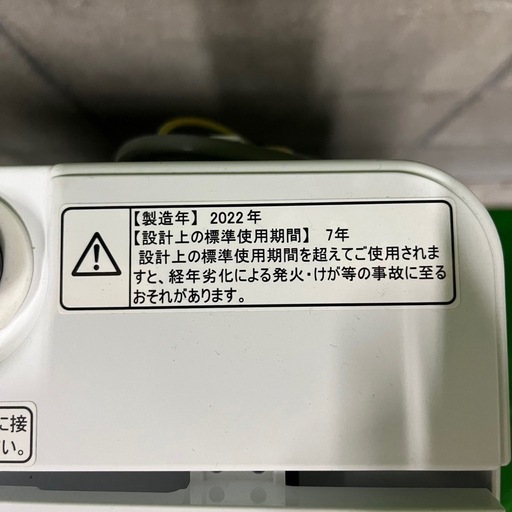 【製造年】 2022年
【設計上の標準使用期間】 7年
設計上の標準使用期間を超えてご使用されま
すと、経年劣化による発火・けが等の事故に至る
おそれがあります。
に接
い。